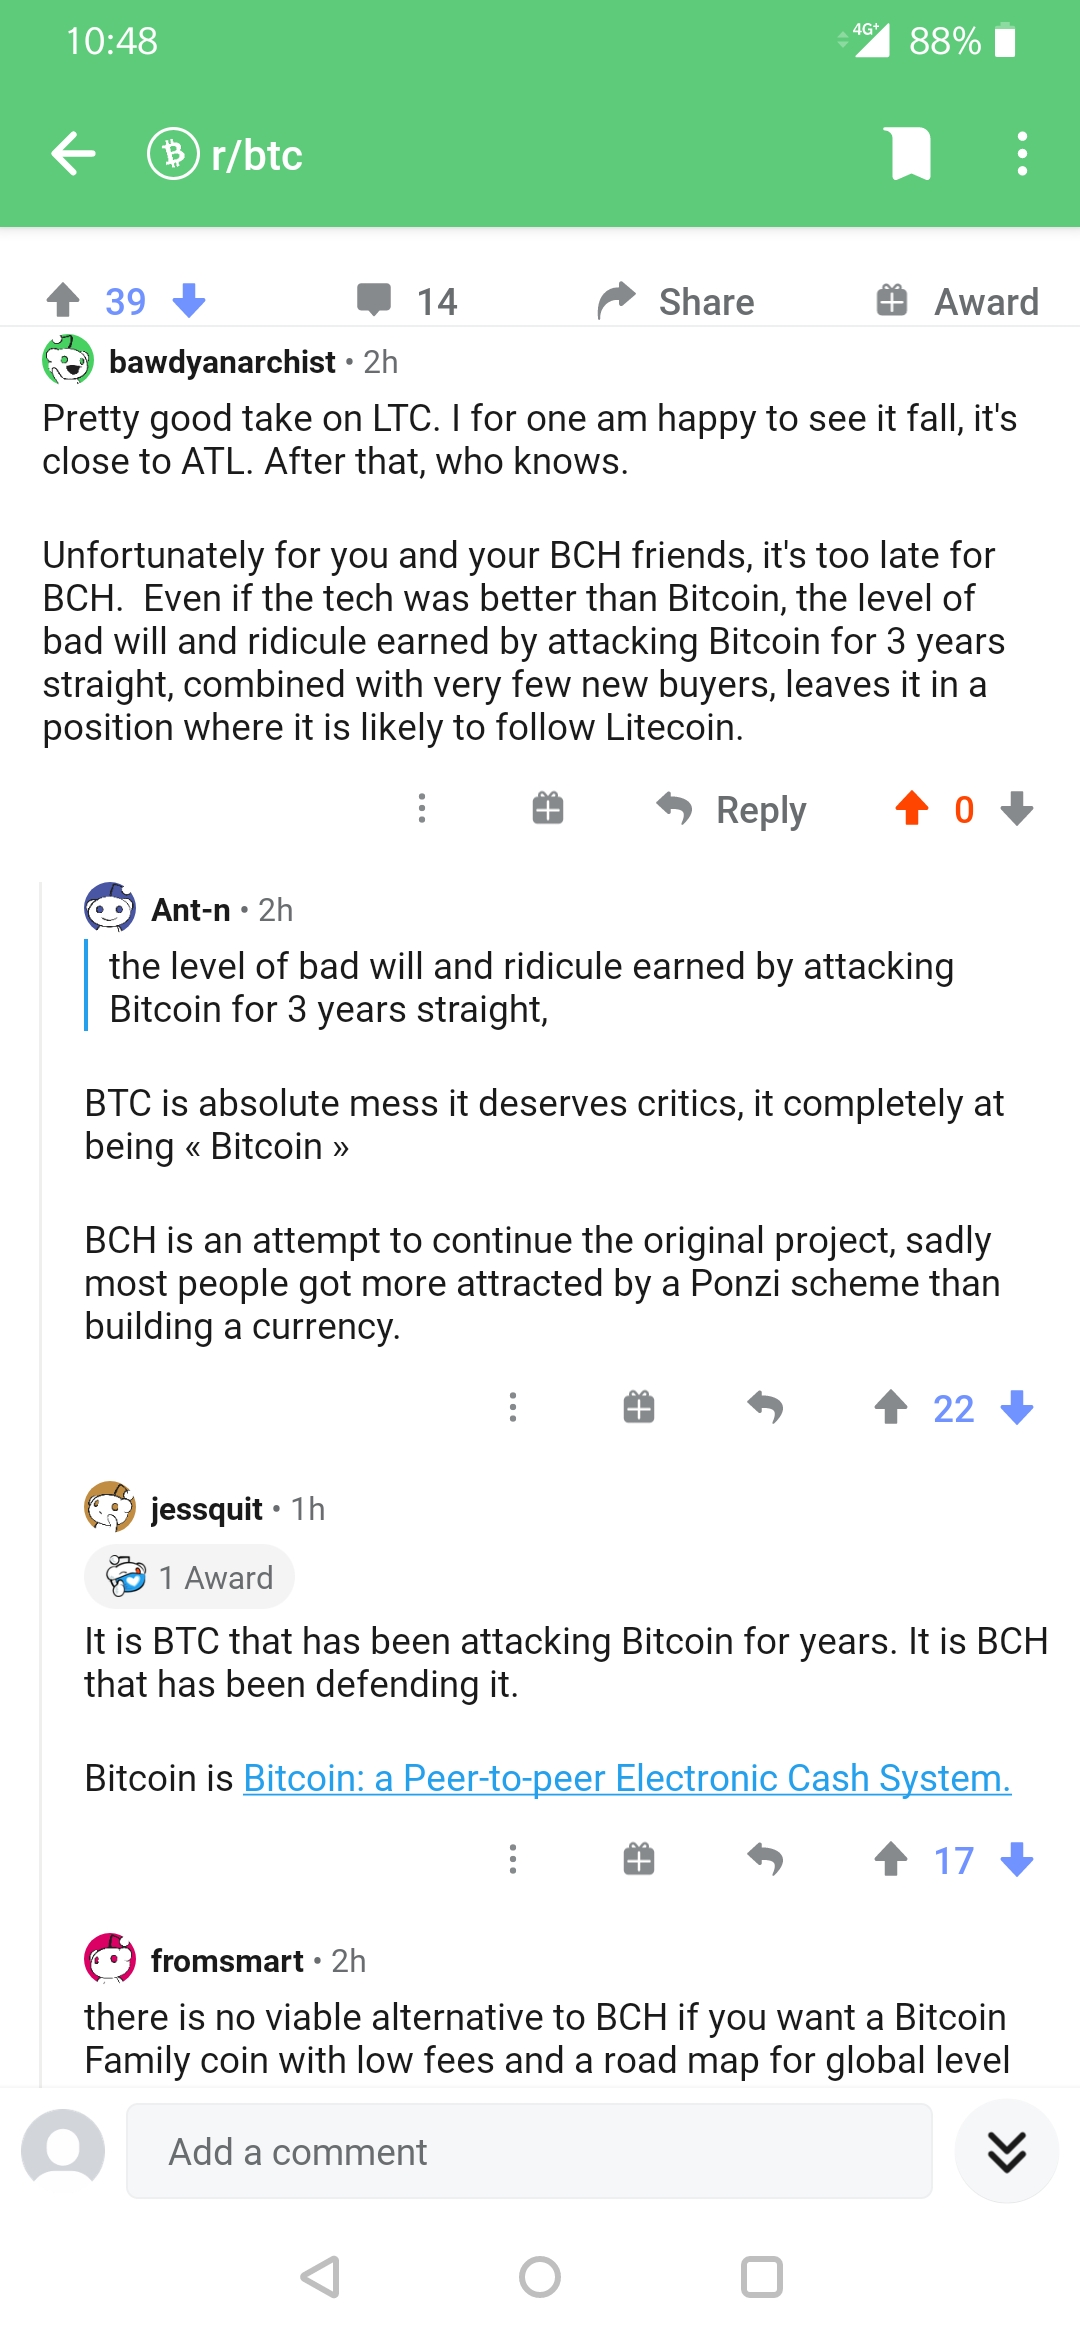 10:48
4G+ 88%
r/btc
39 14 Share Award
bawdyanarchist • 2h
Pretty good take on LTC. I for one am happy to see it fall, it's
close to ATL. After that, who knows.
Unfortunately for you and your BCH friends, it's too late for
BCH.  Even if the tech was better than Bitcoin, the level of
bad will and ridicule earned by attacking Bitcoin for 3 years
straight, combined with very few new buyers, leaves it in a
position where it is likely to follow Litecoin.
Reply 0
Ant-n • 2h
the level of bad will and ridicule earned by attacking
Bitcoin for 3 years straight,
BTC is absolute mess it deserves critics, it completely at
being « Bitcoin »
BCH is an attempt to continue the original project, sadly
most people got more attracted by a Ponzi scheme than
building a currency.
22
jessquit • 1h
1 Award
It is BTC that has been attacking Bitcoin for years. It is BCH
that has been defending it.
Bitcoin is Bitcoin: a Peer-to-peer Electronic Cash System.
17
fromsmart • 2h
there is no viable alternative to BCH if you want a Bitcoin
Family coin with low fees and a road map for global level
Add a comment